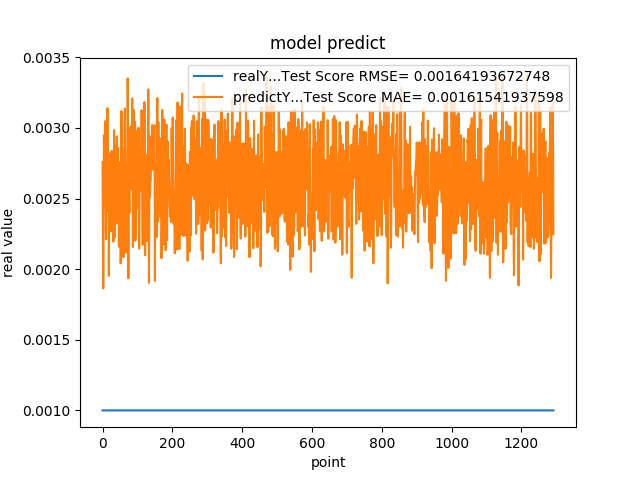 model predict
realY...Test Score RMSE= 0.00164193672748
predictY...Test Score MAE= 0.00161541937598
0.0035
0.0030
0.0025
0.0020
0.0015
0.0010
real value
0 200 400 600 800 1000 1200
point